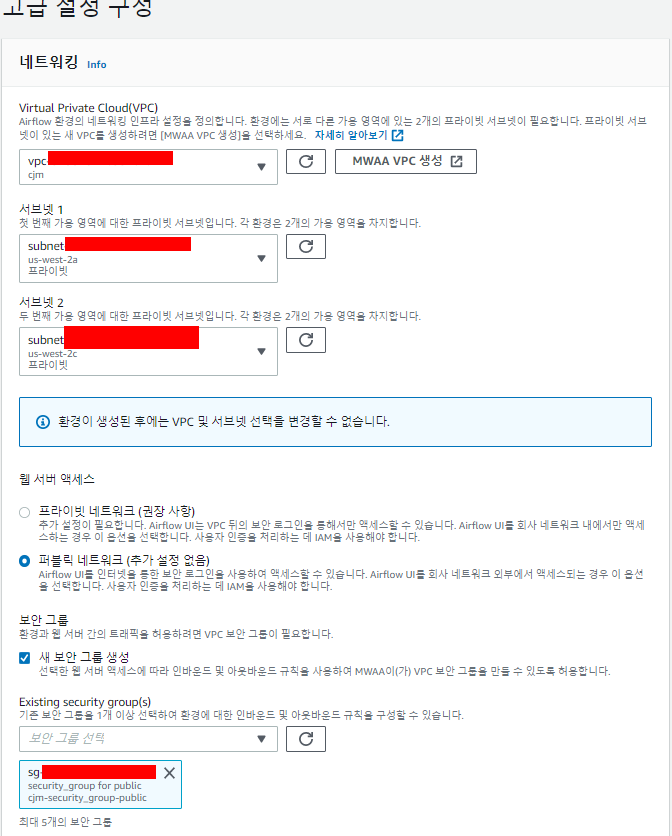 고급 설정 구성
네트워킹 Info
Virtual Private Cloud(VPC)
Airflow 환경의 네트워킹 인프라 설정을 정의합니다. 환경에는 서로 다른 가용 영역에 있는 2개의 프라이빗 서브넷이 필요합니다. 프라이빗 서브
넷이 있는 새 VPC를 생성하려면 [MWAA VPC 생성]을 선택하세요. 자세히 알아보기
vpc-
cjm
MWAA VPC 생성
서브넷 1
첫 번째 가용 영역에 대한 프라이빗 서브넷입니다. 각 환경은 2개의 가용 영역을 차지합니다.
subnet
us-west-2a
프라이빗
서브넷 2
두 번째 가용 영역에 대한 프라이빗 서브넷입니다. 각 환경은 2개의 가용 영역을 차지합니다.
subnet
us-west-2c
프라이빗
환경이 생성된 후에는 VPC 및 서브넷 선택을 변경할 수 없습니다.
웹 서버 액세스
프라이빗 네트워크 (권장 사항)
추가 설정이 필요합니다. Airflow UI는 VPC 뒤의 보안 로그인을 통해서만 액세스할 수 있습니다. Airflow UI를 회사 네트워크 내에서만 액세
스하는 경우 이 옵션을 선택합니다. 사용자 인증을 처리하는 데 IAM을 사용해야 합니다.
퍼블릭 네트워크 (추가 설정 없음)
Airflow UI를 인터넷을 통한 보안 로그인을 사용하여 액세스할 수 있습니다. Airflow UI를 회사 네트워크 외부에서 액세스되는 경우 이 옵션
을 선택합니다. 사용자 인증을 처리하는 데 IAM을 사용해야 합니다.
보안 그룹
환경과 웹 서버 간의 트래픽을 허용하려면 VPC 보안 그룹이 필요합니다.
새 보안 그룹 생성
선택한 웹 서버 액세스에 따라 인바운드 및 아웃바운드 규칙을 사용하여 MWAA이(가) VPC 보안 그룹을 만들 수 있도록 허용합니다.
Existing security group(s)
기존 보안 그룹을 1개 이상 선택하여 환경에 대한 인바운드 및 아웃바운드 규칙을 구성할 수 있습니다.
보안 그룹 선택
sg-
security_group for public
cjm-security_group-public
최대 5개의 보안 그룹